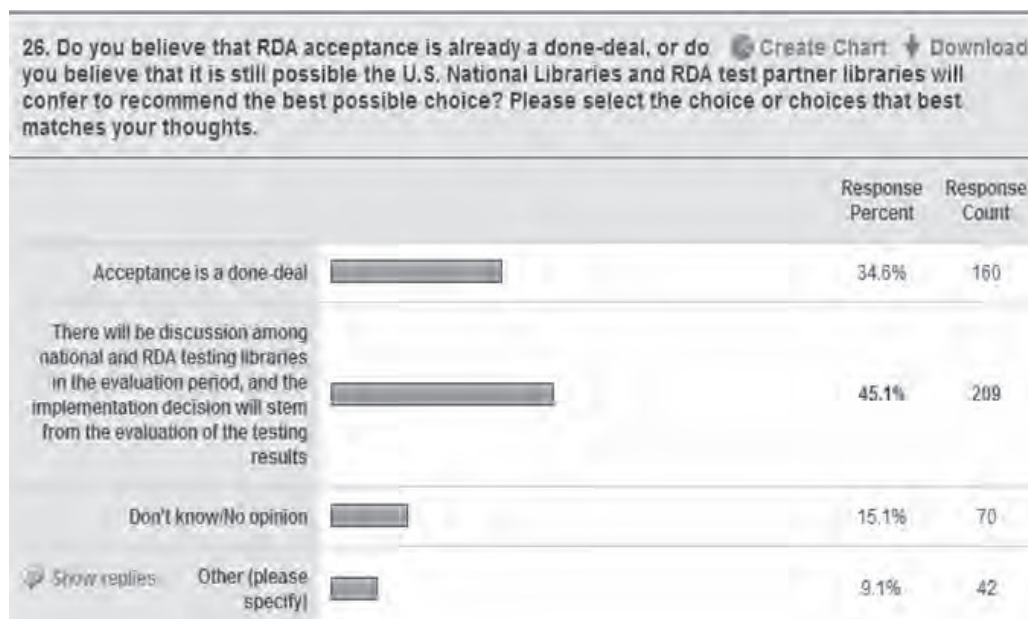 26. Do you believe that RDA acceptance is already a done-deal, or do Create Chart Download
you believe that it is still possible the U.S. National Libraries and RDA test partner libraries will
confer to recommend the best possible choice? Please select the choice or choices that best
matches your thoughts.
Response Percent
Response Count
Acceptance is a done-deal 34.6% 160
There will be discussion among
national and RDA testing libraries
in the evaluation period, and the
implementation decision will stem
from the evaluation of the testing
results
45.1% 209
Don't know/No opinion 15.1% 70
Show replies Other (please
specify)
9.1% 42